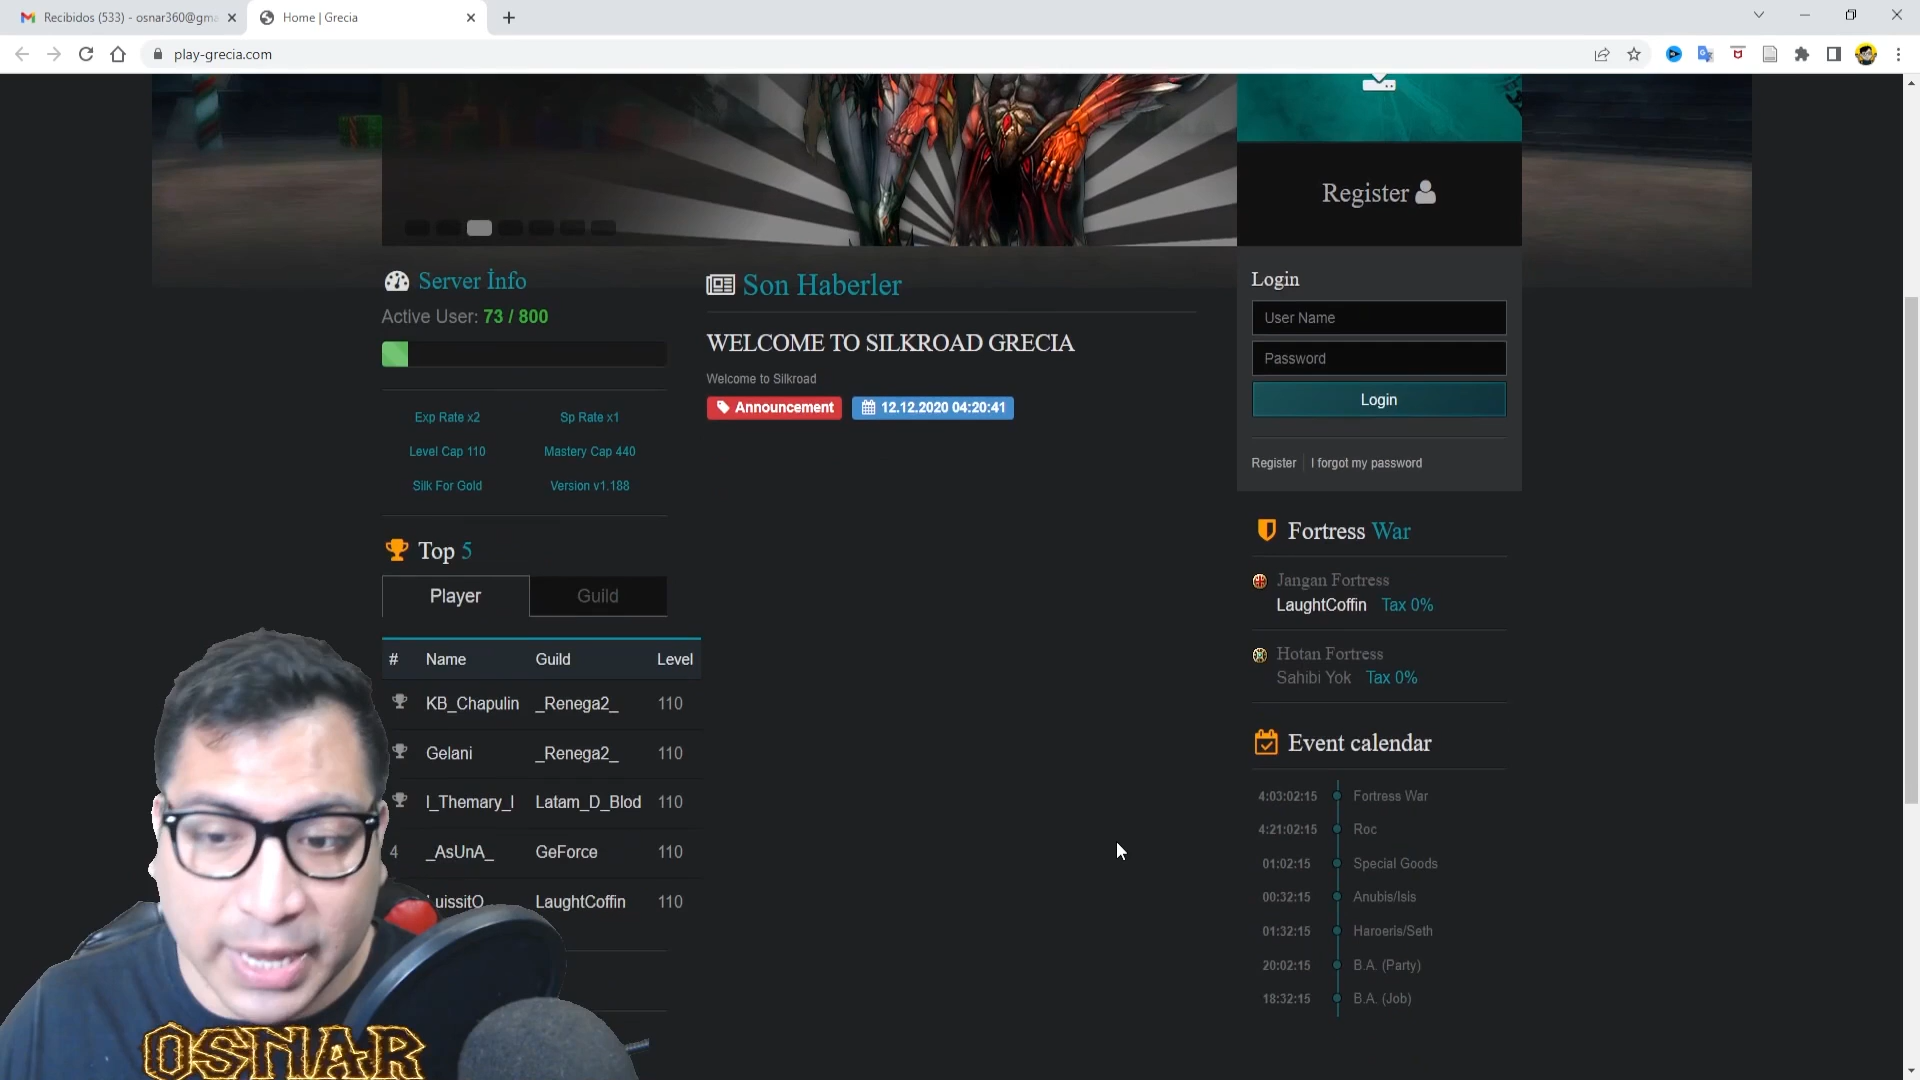 Recibidos (533) - osnar360@gma
Home | Grecia
play-grecia.com
Register
Server İnfo
Active User: 73 / 800
Exp Rate x2
Sp Rate x1
Level Cap 110
Mastery Cap 440
Silk For Gold
Version v1.188
Top 5
Player
Guild
# Name Guild Level
KB_Chapulin _Renega2_ 110
Gelani _Renega2_ 110
I_Themary_I Latam_D_Blod 110
4 _AsUnA_ GeForce 110
LuissitO LaughtCoffin 110
Son Haberler
WELCOME TO SILKROAD GRECIA
Welcome to Silkroad
Announcement
12.12.2020 04:20:41
Login
User Name
Password
Login
Register
I forgot my password
Fortress War
Jangan Fortress
LaughtCoffin Tax 0%
Hotan Fortress
Sahibi Yok Tax 0%
Event calendar
4:03:02:15 Fortress War
4:21:02:15 Roc
01:02:15 Special Goods
00:32:15 Anubis/Isis
01:32:15 Haroeris/Seth
20:02:15 B.A. (Party)
18:32:15 B.A. (Job)
OSNAR